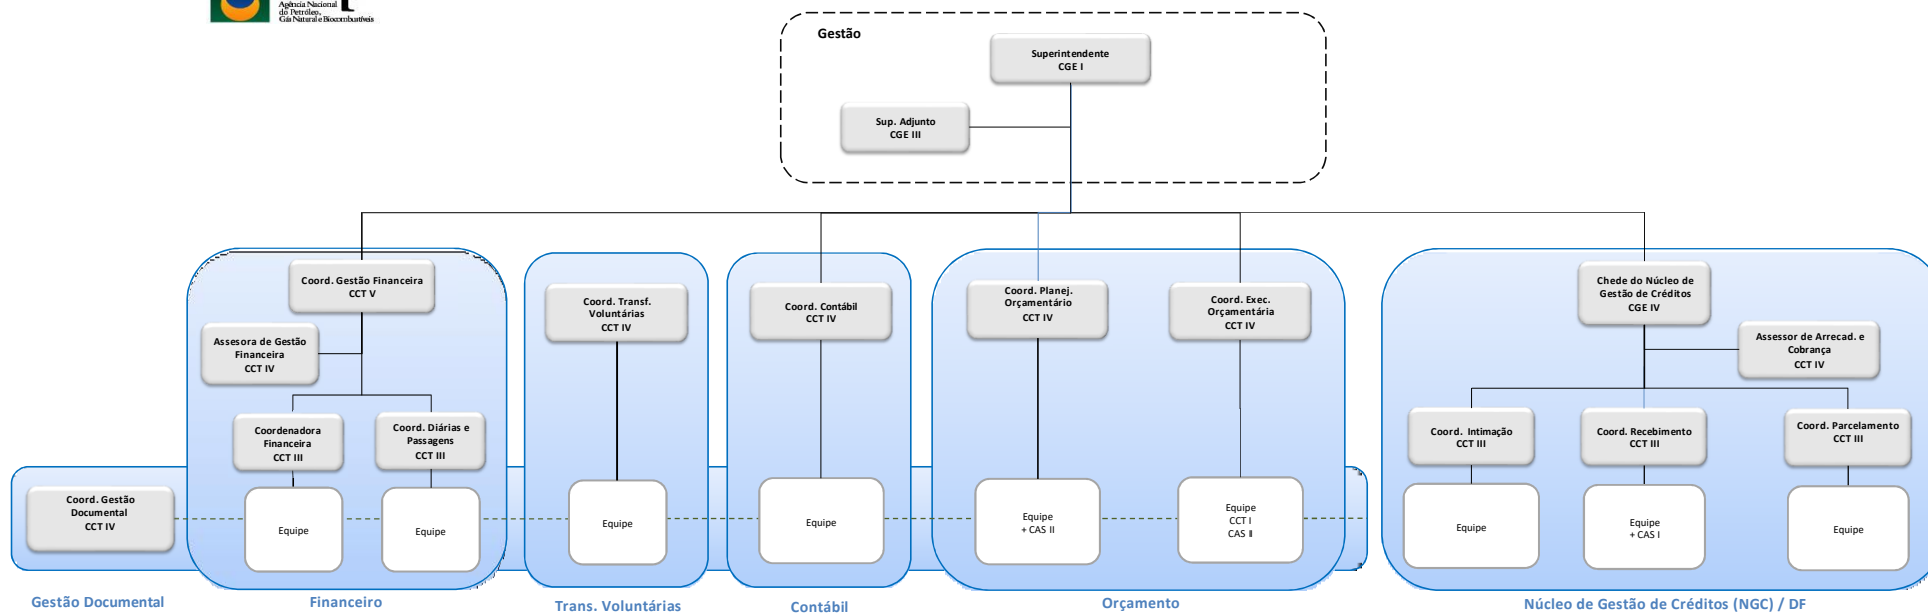 Agência Nacional
do Petróleo,
Gás Natural e Biocombustíveis
Gestão
Superintendente
CGE I
Sup. Adjunto
CGE III
Coord. Gestão Financeira
CCT V
Assesora de Gestão
Financeira
CCT IV
Coordenadora
Financeira
CCT III
Coord. Diárias e
Passagens
CCT III
Coord. Transf.
Voluntárias
CCT IV
Coord. Contábil
CCT IV
Coord. Planej.
Orçamentário
CCT IV
Coord. Exec.
Orçamentária
CCT IV
Chede do Núcleo de
Gestão de Créditos
CGE IV
Assessor de Arrecad. e
Cobrança
CCT IV
Coord. Intimação
CCT III
Coord. Recebimento
CCT III
Coord. Parcelamento
CCT III
Coord. Gestão
Documental
CCT IV
Equipe
Equipe
Equipe
Equipe
Equipe
+ CAS II
Equipe
CCT I
CAS II
Equipe
Equipe
+ CAS I
Equipe
Gestão Documental
Financeiro
Trans. Voluntárias
Contábil
Orçamento
Núcleo de Gestão de Créditos (NGC) / DF